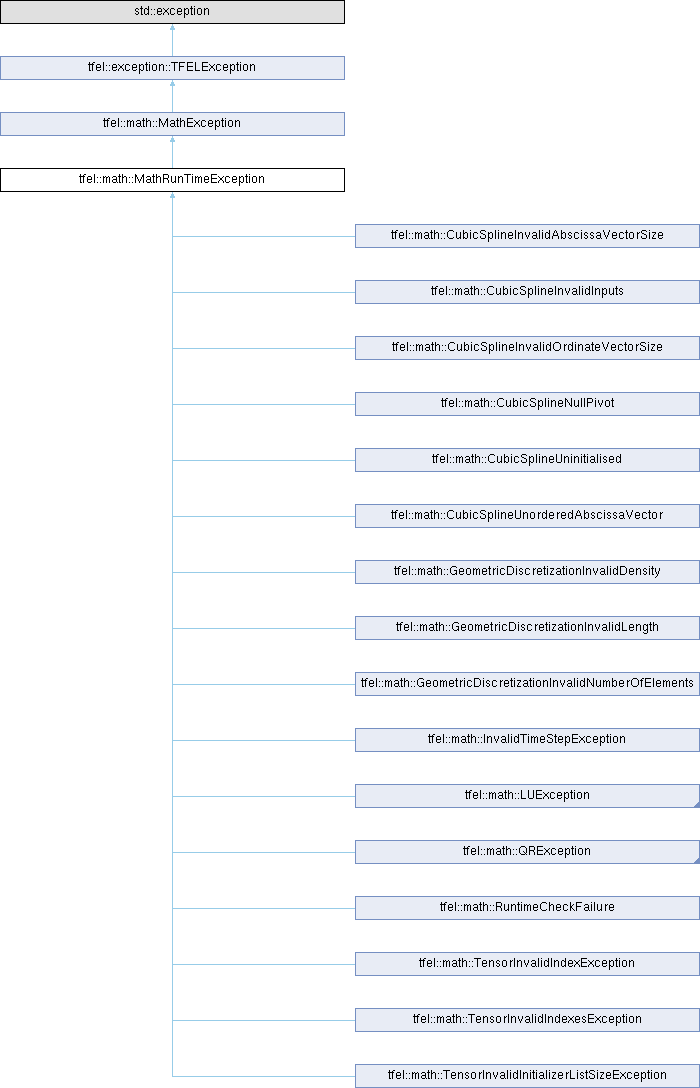 std::exception
tfel::exception::TFELException
tfel::math::MathException
tfel::math::MathRunTimeException
tfel::math::CubicSplineInvalidAbscissaVectorSize
tfel::math::CubicSplineInvalidInputs
tfel::math::CubicSplineInvalidOrdinateVectorSize
tfel::math::CubicSplineNullPivot
tfel::math::CubicSplineUninitialised
tfel::math::CubicSplineUnorderedAbscissaVector
tfel::math::GeometricDiscretizationInvalidDensity
tfel::math::GeometricDiscretizationInvalidLength
tfel::math::GeometricDiscretizationInvalidNumberOfElements
tfel::math::InvalidTimeStepException
tfel::math::LUException
tfel::math::QRException
tfel::math::RuntimeCheckFailure
tfel::math::TensorInvalidIndexException
tfel::math::TensorInvalidIndexesException
tfel::math::TensorInvalidInitializerListSizeException